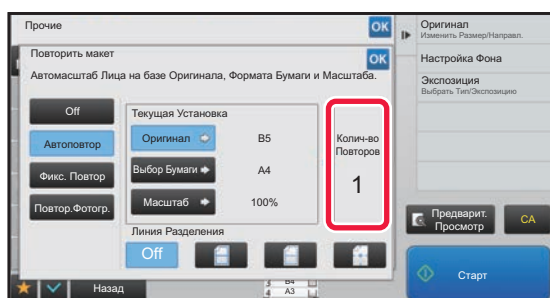 Прочие
OK
Повторить макет
OK
Автомасштаб Лица на базе Оригинала, Формата Бумаги и Масштаба.
Off
Автоповтор
Фикс. Повтор
Повтор.Фотогр.
Текущая Установка
Оригинал
B5
Выбор Бумаги
A4
Масштаб
100%
Колич-во
Повторов
1
Линия Разделения
Off
Назад
3 B4
4 A3
Оригинал
Изменить Размер/Направл.
Настройка Фона
Экспозиция
Выбрать Тип/Экспозицию
Предварит.
Просмотр
CA
Старт